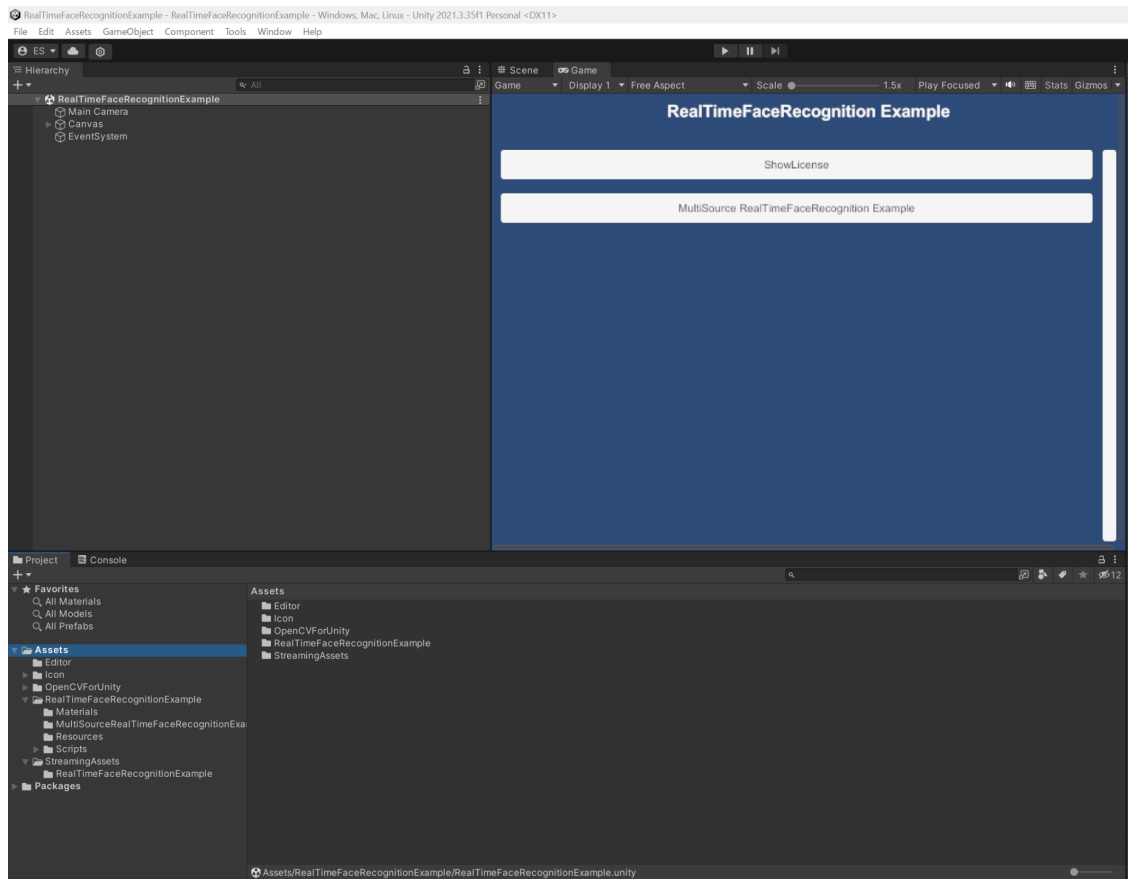 RealTimeFaceRecognitionExample - RealTimeFaceRecognitionExample - Windows, Mac, Linux - Unity 2021.3.35f1 Personal <DX11>
File Edit Assets GameObject Component Tools Window Help
ES
Hierarchy
All
RealTimeFaceRecognitionExample
Main Camera
Canvas
EventSystem
Scene Game
Game Display 1 Free Aspect Scale 1.5x Play Focused Stats Gizmos
RealTimeFaceRecognition Example
ShowLicense
MultiSource RealTimeFaceRecognition Example
Project Console
12
Favorites
All Materials
All Models
All Prefabs
Assets
Editor
Icon
OpenCVForUnity
RealTimeFaceRecognitionExample
Materials
MultiSourceRealTimeFaceRecognitionExa
Resources
Scripts
StreamingAssets
RealTimeFaceRecognitionExample
Packages
Assets
Editor
Icon
OpenCVForUnity
RealTimeFaceRecognitionExample
StreamingAssets
Assets/RealTimeFaceRecognitionExample/RealTimeFaceRecognitionExample.unity